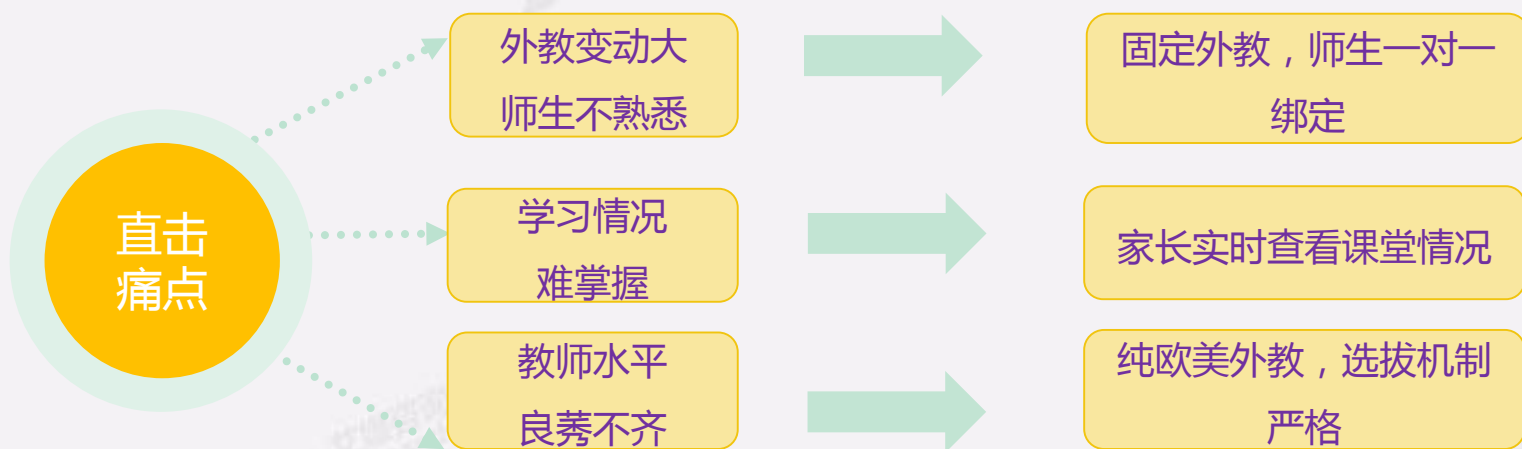 直击
痛点
外教变动大
师生不熟悉
固定外教，师生一对一
绑定
学习情况
难掌握
家长实时查看课堂情况
教师水平
良莠不齐
纯欧美外教，选拔机制
严格